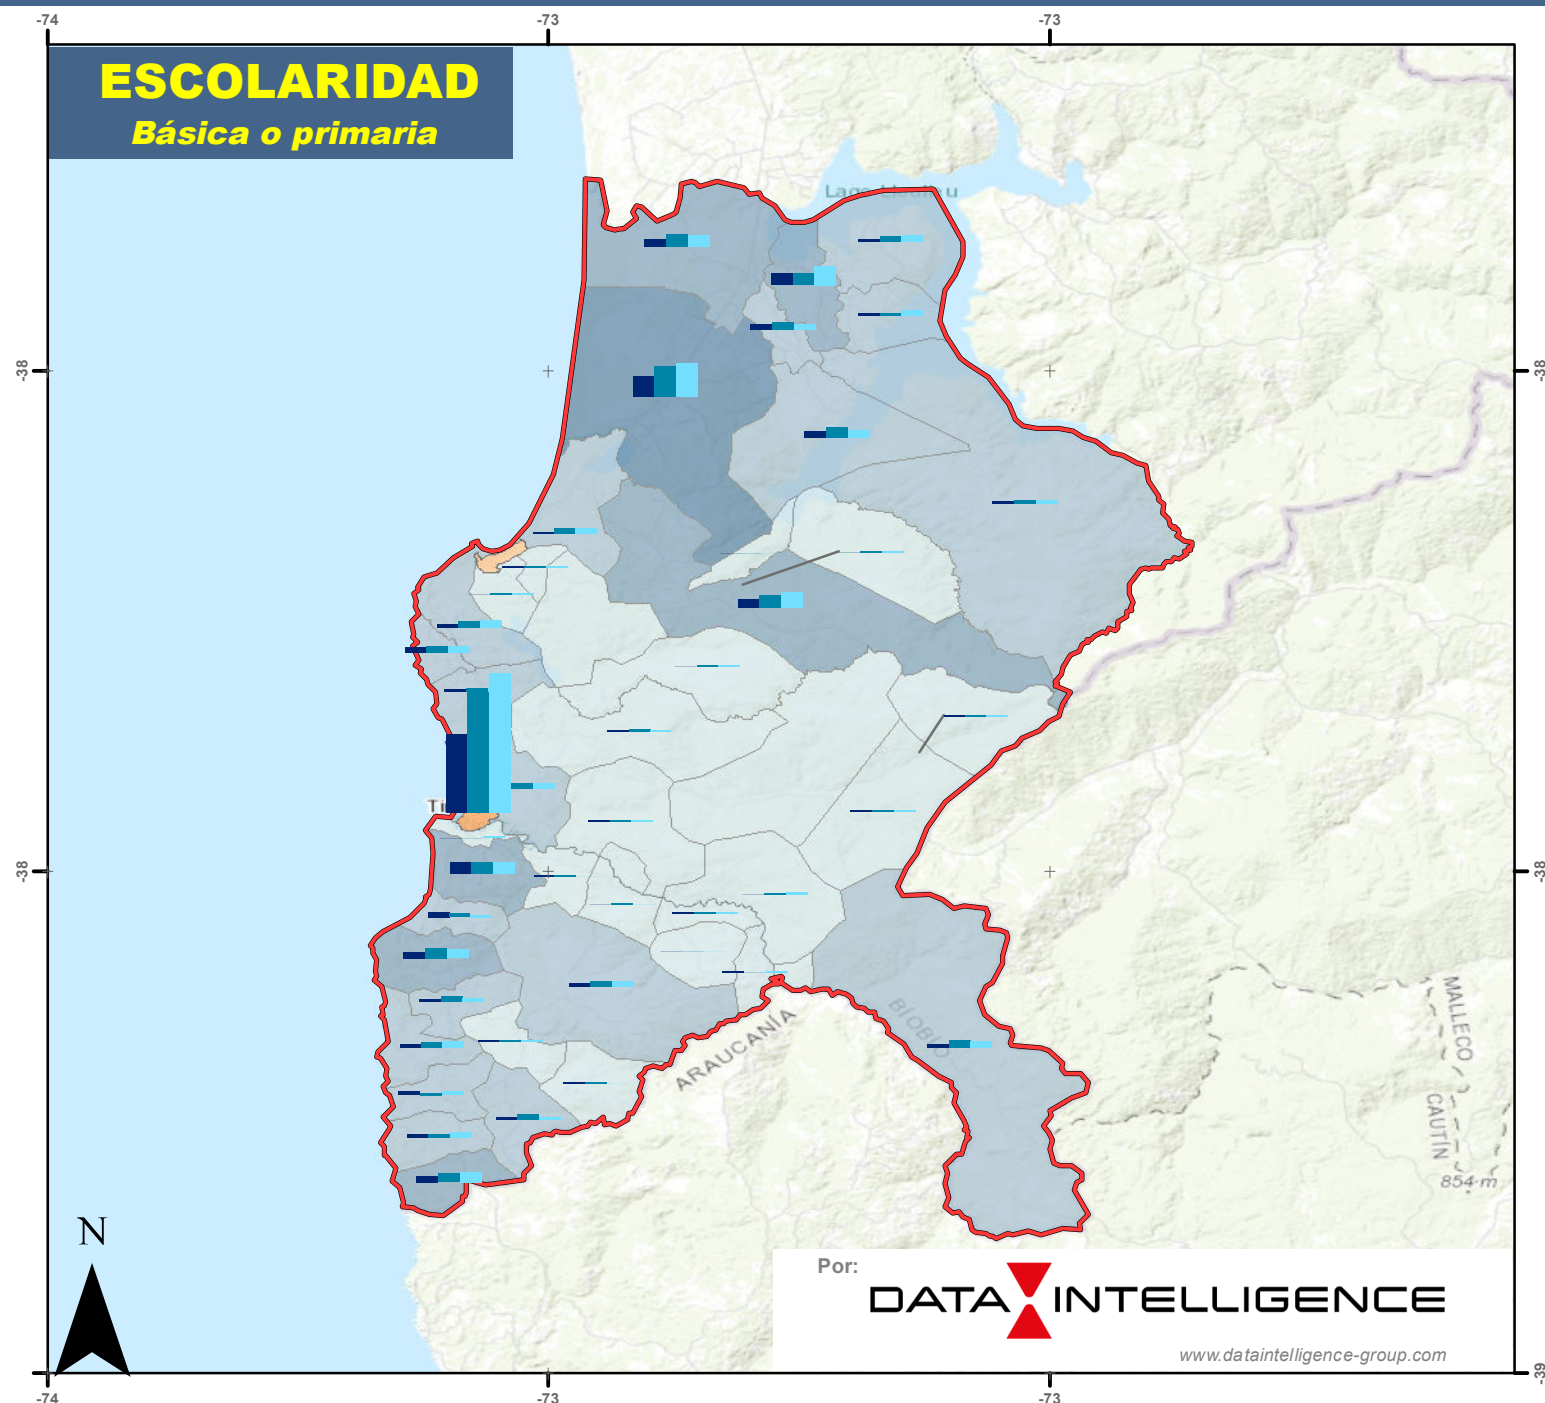 -74
-73
-73
ESCOLARIDAD
Básica o primaria
-38
-38
-38
-38
BIOBÍO
ARAUCANÍA
MALLECO
CAUTÍN
854 m
N
Por:
DATA INTELLIGENCE
www.dataintelligence-group.com
-39
-74
-73
-73